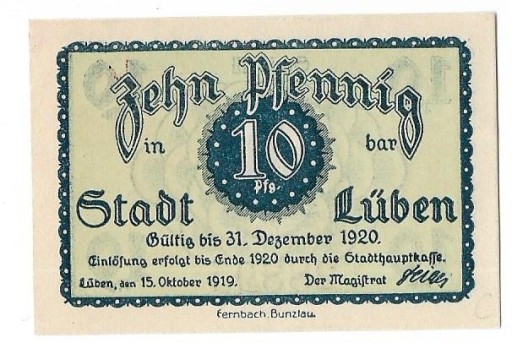 Zehn Pfennig
in 10 bar
Pfg.
Stadt Lüben
Gültig bis 31. Dezember 1920.
Einlösung erfolgt bis Ende 1920 durch die Stadthauptkasse.
Lüben, den 15. Oktober 1919. Der Magistrat
Fernbach, Bunzlau.